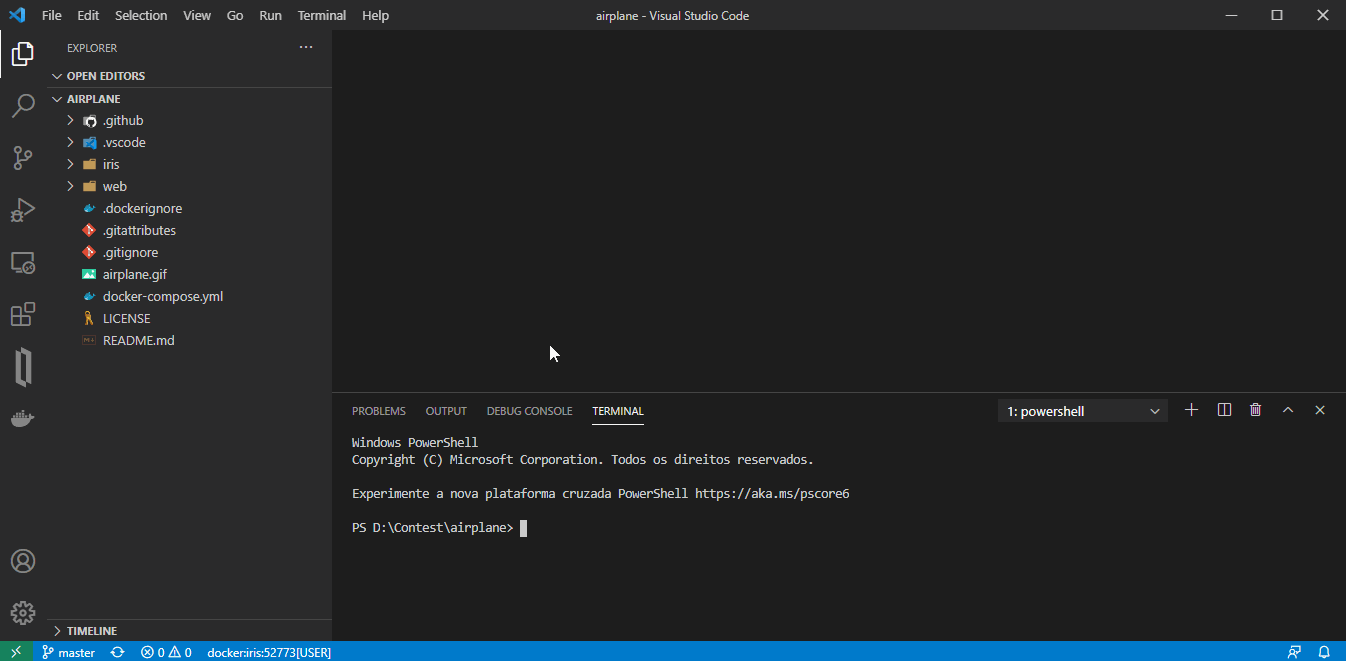 File Edit Selection View Go Run Terminal Help airplane - Visual Studio Code
EXPLORER
OPEN EDITORS
AIRPLANE
.github
.vscode
iris
web
.dockerignore
.gitattributes
.gitignore
airplane.gif
docker-compose.yml
LICENSE
README.md
TIMELINE
PROBLEMS OUTPUT DEBUG CONSOLE TERMINAL 1: powershell
Windows PowerShell
Copyright (C) Microsoft Corporation. Todos os direitos reservados.
Experimente a nova plataforma cruzada PowerShell https://aka.ms/pscore6
PS D:\Contest\airplane>
master 0 0 docker:iris:52773[USER]